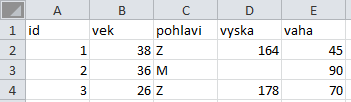 A B C D E
1 id vek pohlavi vyska vaha
2 1 38 Z 164 45
3 2 36 M 90
4 3 26 Z 178 70